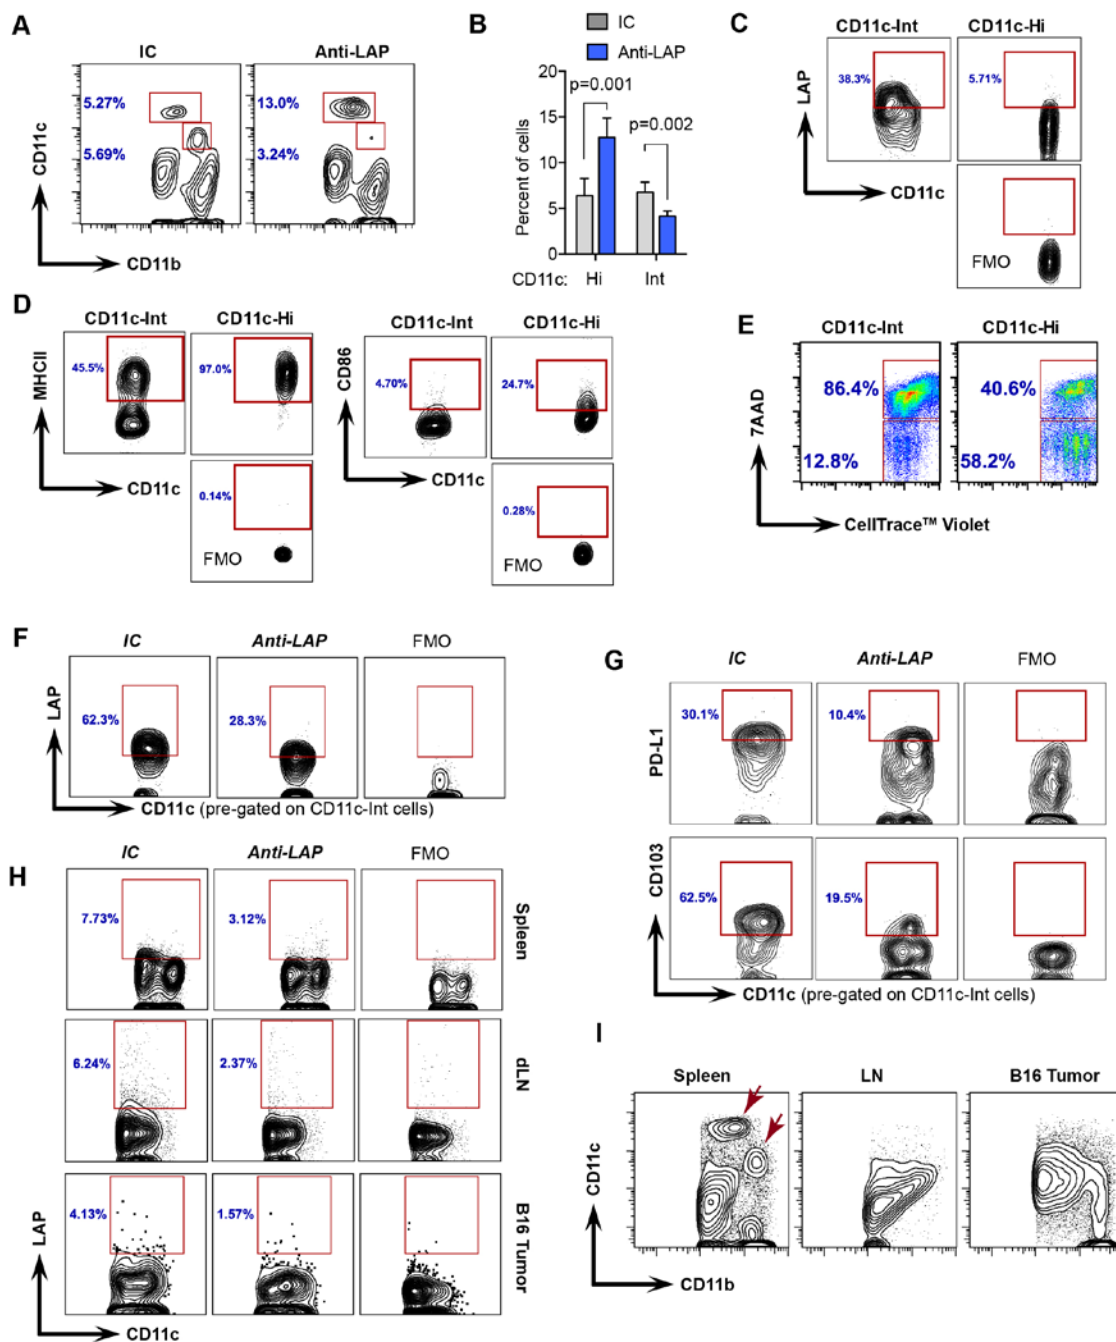 A
IC
Anti-LAP
5.27%
13.0%
5.69%
3.24%
CD11c
CD11b
B
IC
Anti-LAP
20
15
10
5
0
Percent of cells
p=0.001
p=0.002
CD11c: Hi Int
C
CD11c-Int
CD11c-Hi
38.3%
5.71%
LAP
CD11c
FMO
D
CD11c-Int
CD11c-Hi
45.5%
97.0%
MHCII
CD11c
0.14%
FMO
CD11c-Int
CD11c-Hi
4.70%
24.7%
CD86
CD11c
0.28%
FMO
E
CD11c-Int
CD11c-Hi
86.4%
40.6%
12.8%
58.2%
7AAD
CellTrace™ Violet
F
IC
Anti-LAP
FMO
62.3%
28.3%
LAP
CD11c (pre-gated on CD11c-Int cells)
G
IC
Anti-LAP
FMO
30.1%
10.4%
PD-L1
62.5%
19.5%
CD103
CD11c (pre-gated on CD11c-Int cells)
H
IC
Anti-LAP
FMO
7.73%
3.12%
Spleen
6.24%
2.37%
dLN
4.13%
1.57%
B16 Tumor
LAP
CD11c
I
Spleen
LN
B16 Tumor
CD11c
CD11b